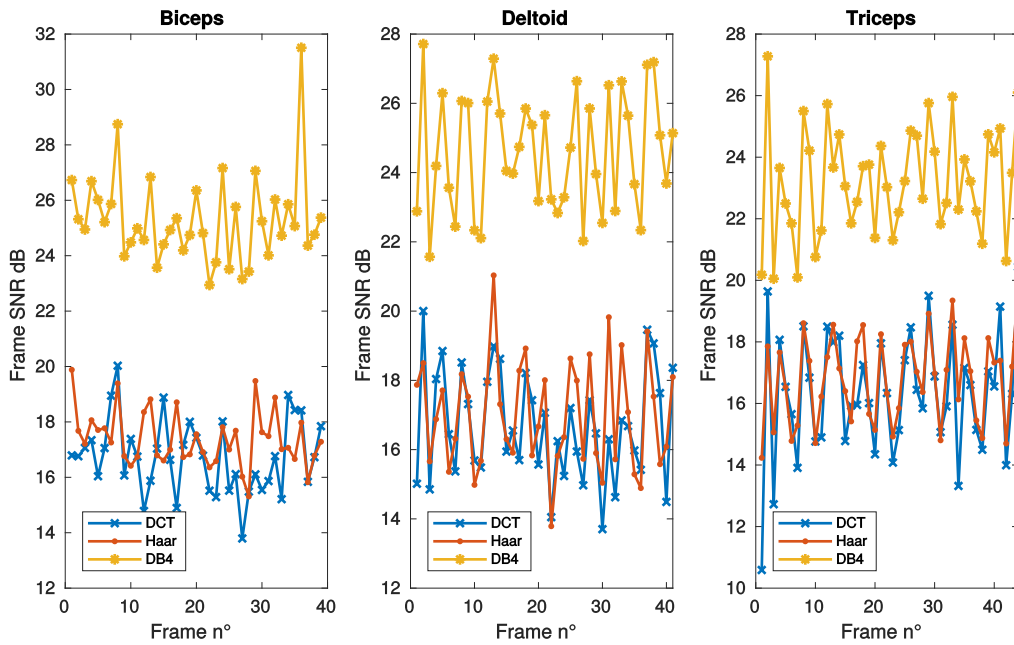 Biceps
Frame SNR dB
32
30
28
26
24
22
20
18
16
14
12
0 10 20 30 40
Frame n°
DCT
Haar
DB4
Deltoid
Frame SNR dB
28
26
24
22
20
18
16
14
12
0 10 20 30 40
Frame n°
DCT
Haar
DB4
Triceps
Frame SNR dB
28
26
24
22
20
18
16
14
12
10
0 10 20 30 40
Frame n°
DCT
Haar
DB4